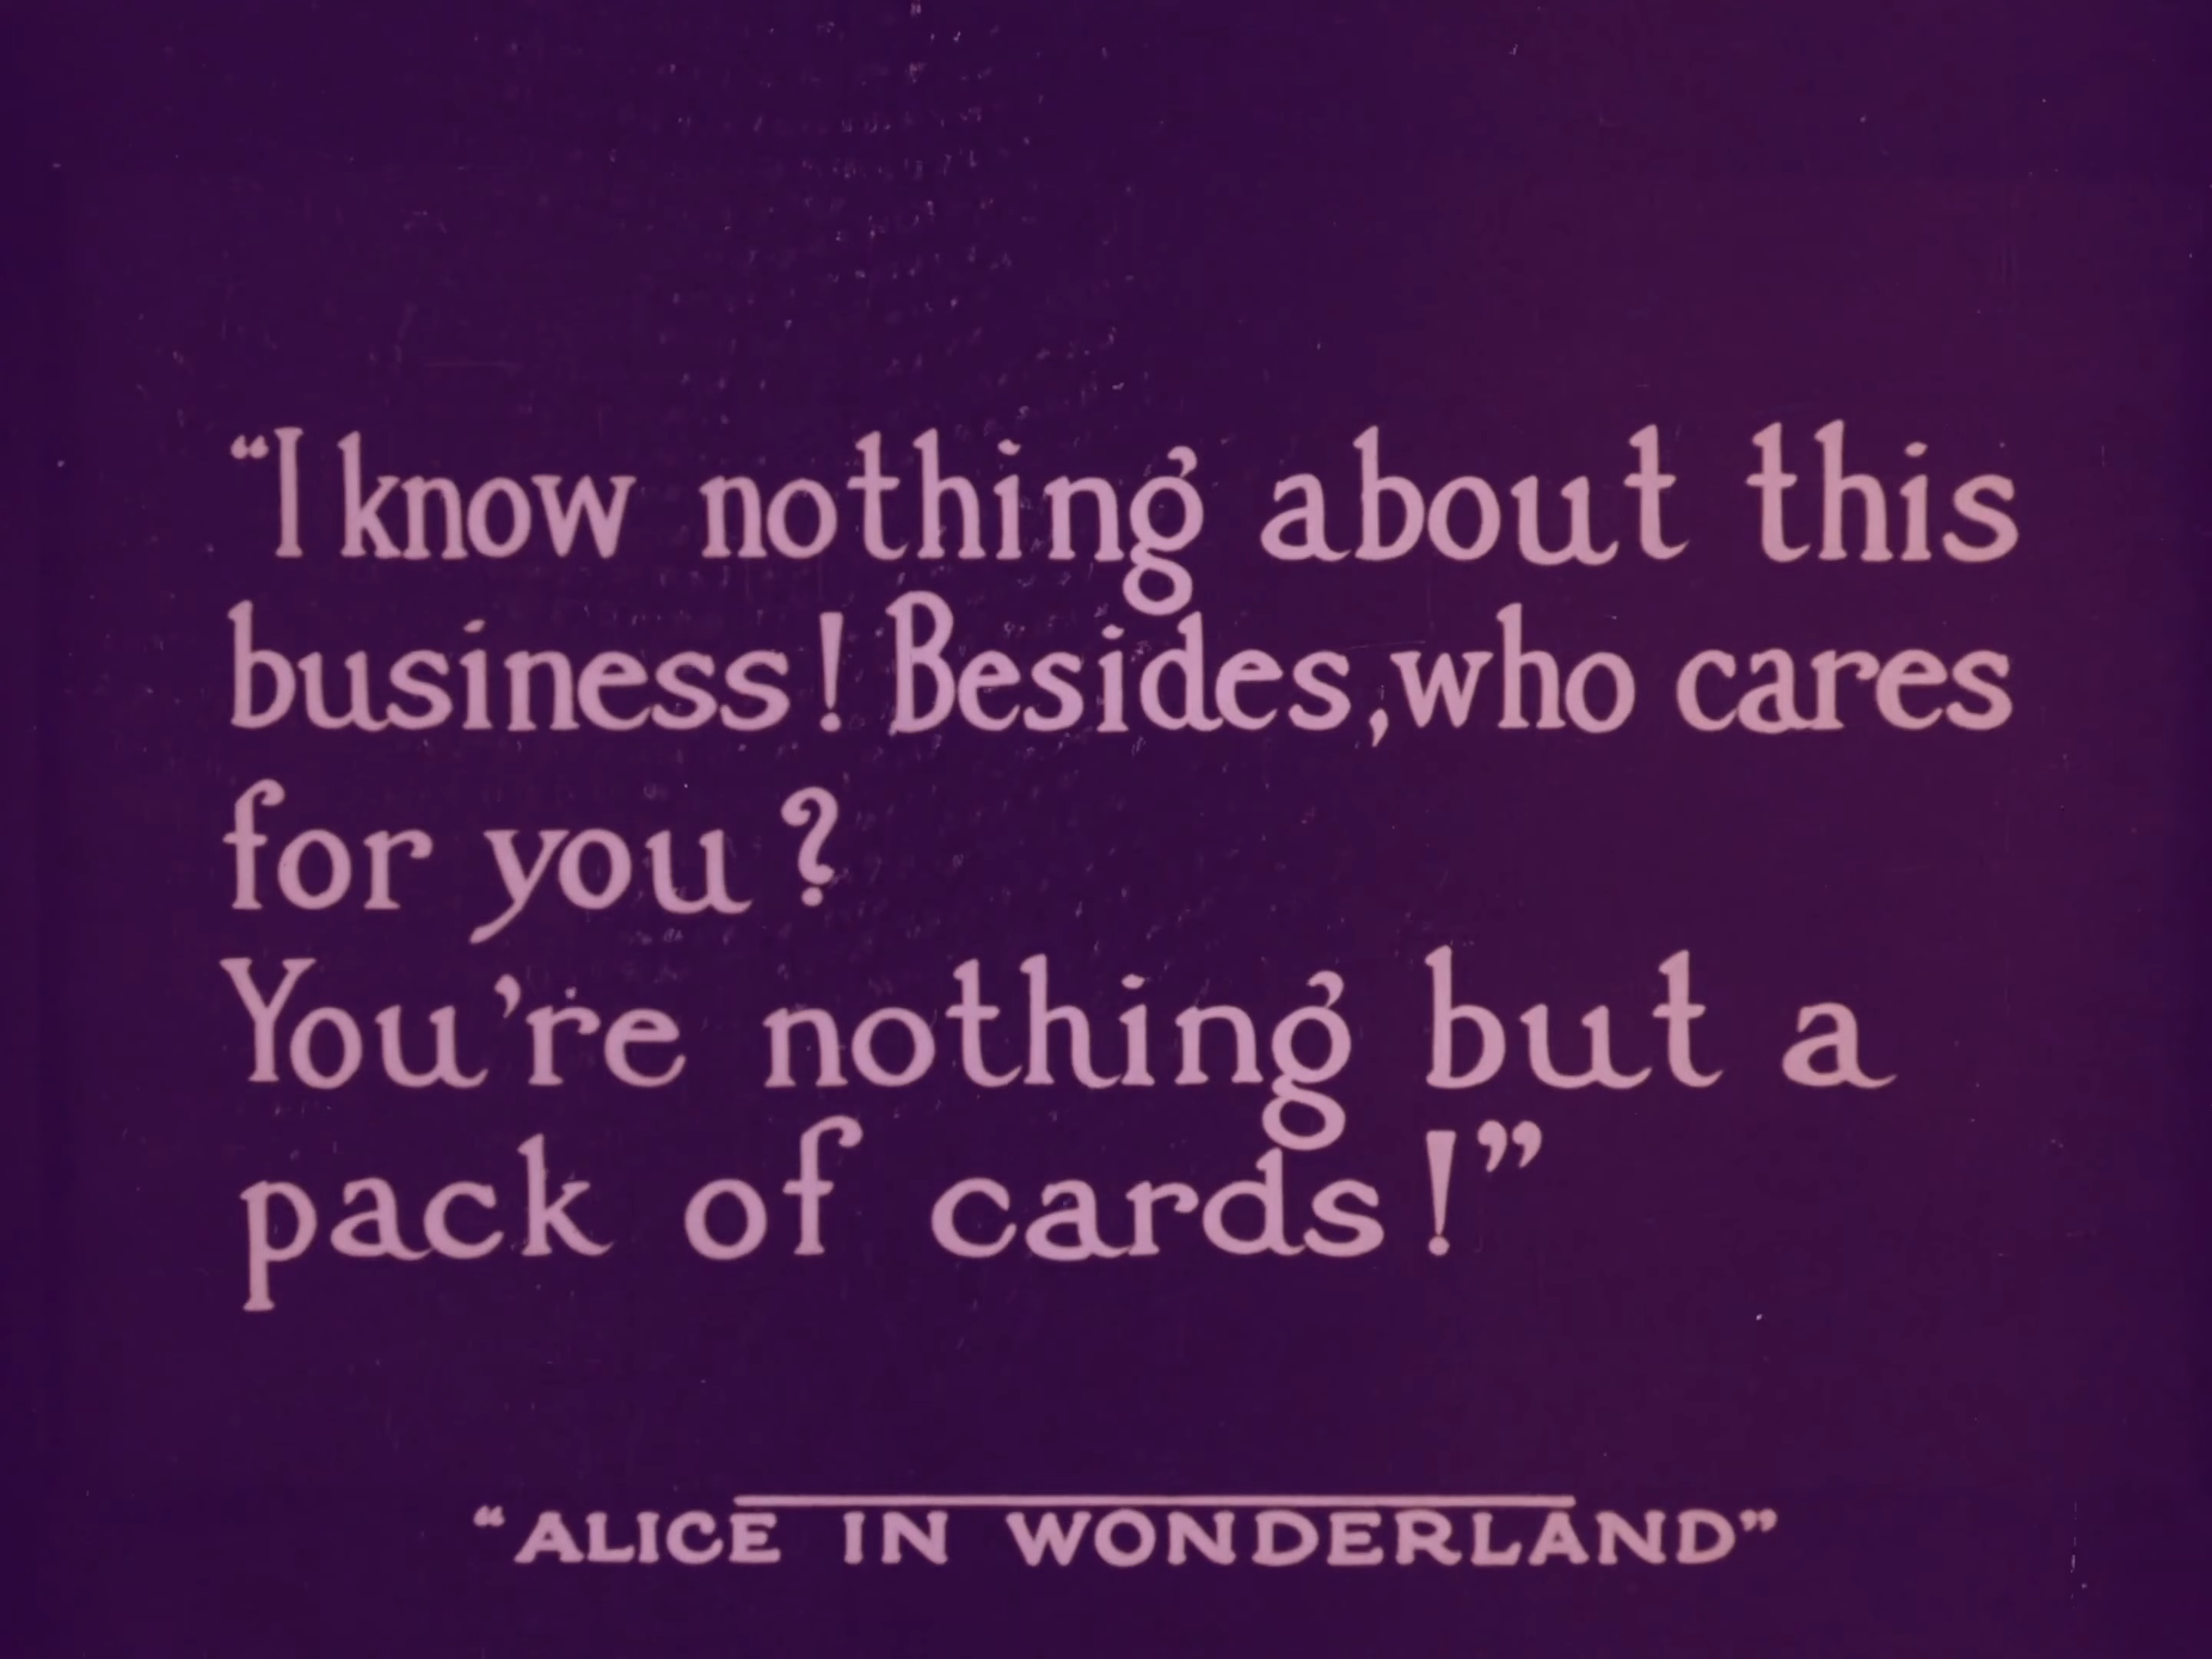 “I know nothing about this
business! Besides, who cares
for you?
You’re nothing but a
pack of cards!”
“ALICE IN WONDERLAND”